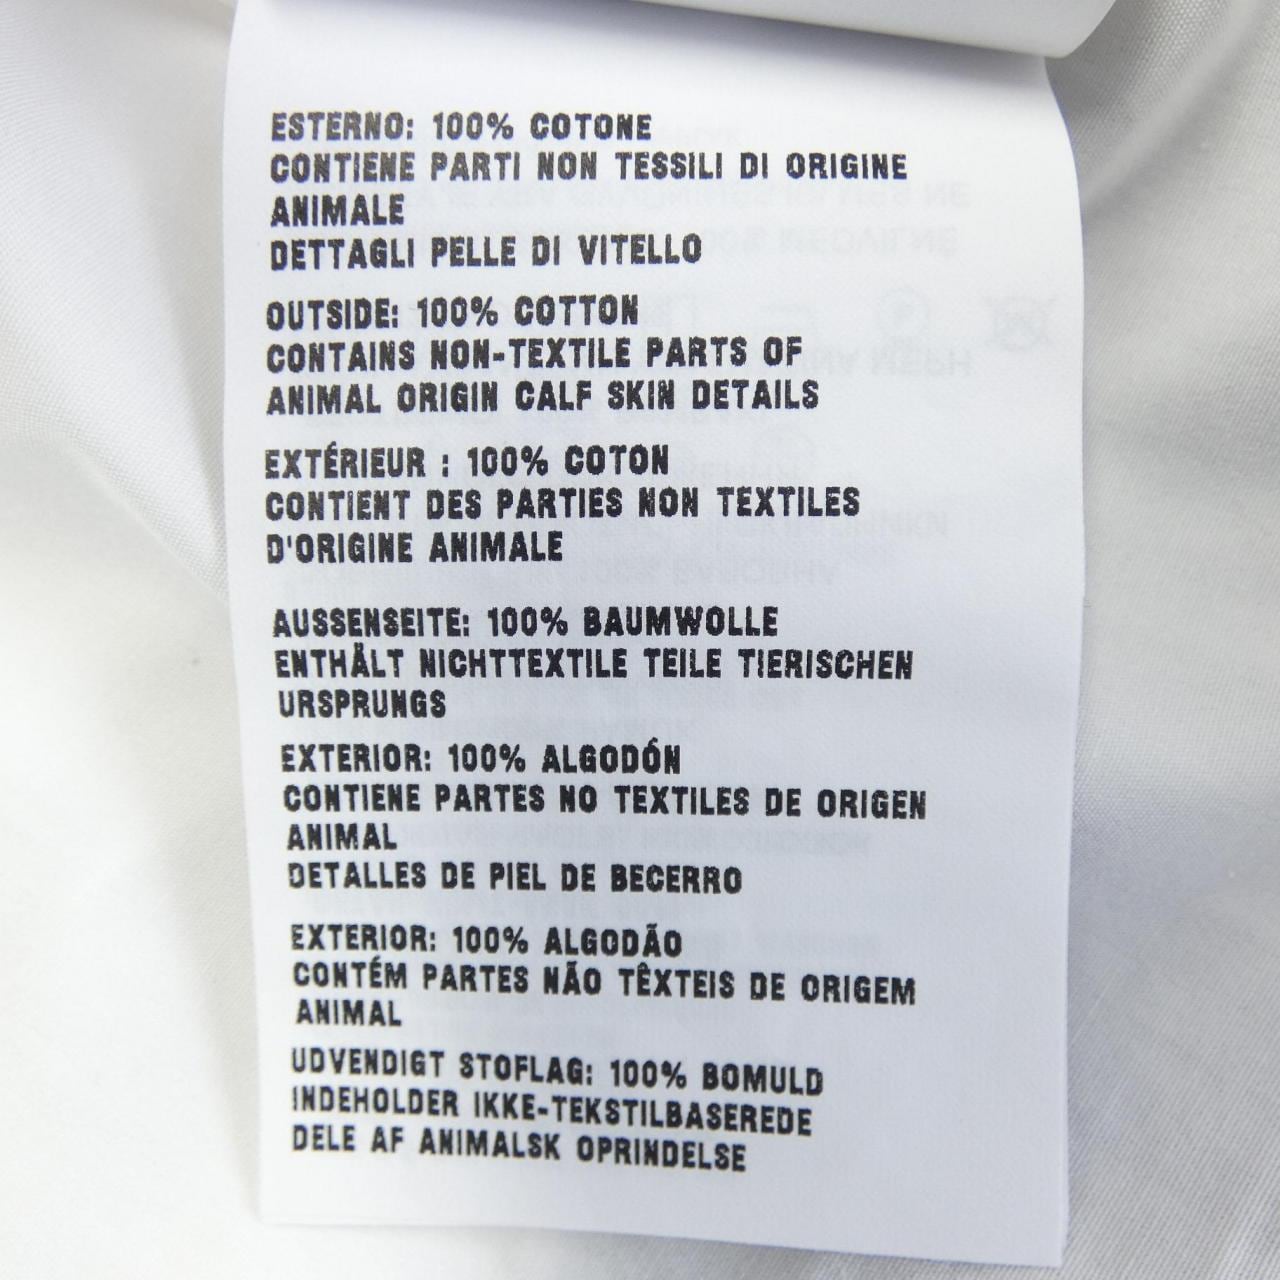 ESTERNO: 100% COTONE
CONTIENE PARTI NON TESSILI DI ORIGINE
ANIMALE
DETTAGLI PELLE DI VITELLO
OUTSIDE: 100% COTTON
CONTAINS NON-TEXTILE PARTS OF
ANIMAL ORIGIN CALF SKIN DETAILS
EXTÉRIEUR : 100% COTON
CONTIENT DES PARTIES NON TEXTILES
D'ORIGINE ANIMALE
AUSSENSEITE: 100% BAUMWOLLE
ENTHÄLT NICHTTEXTILE TEILE TIERISCHEN
URSPRUNGS
EXTERIOR: 100% ALGODÓN
CONTIENE PARTES NO TEXTILES DE ORIGEN
ANIMAL
DETALLES DE PIEL DE BECERRO
EXTERIOR: 100% ALGODÃO
CONTÉM PARTES NÃO TÊXTEIS DE ORIGEM
ANIMAL
UDVENDIGT STOFLAG: 100% BOMULD
INDEHOLDER IKKE-TEKSTILBASEREDE
DELE AF ANIMALSK OPRINDELSE